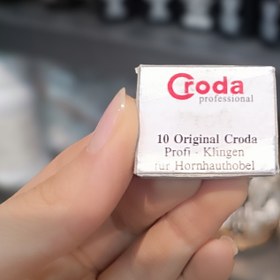 Croda
professional
10 Original Croda
Profi - Klingen
für Hornhauthobel